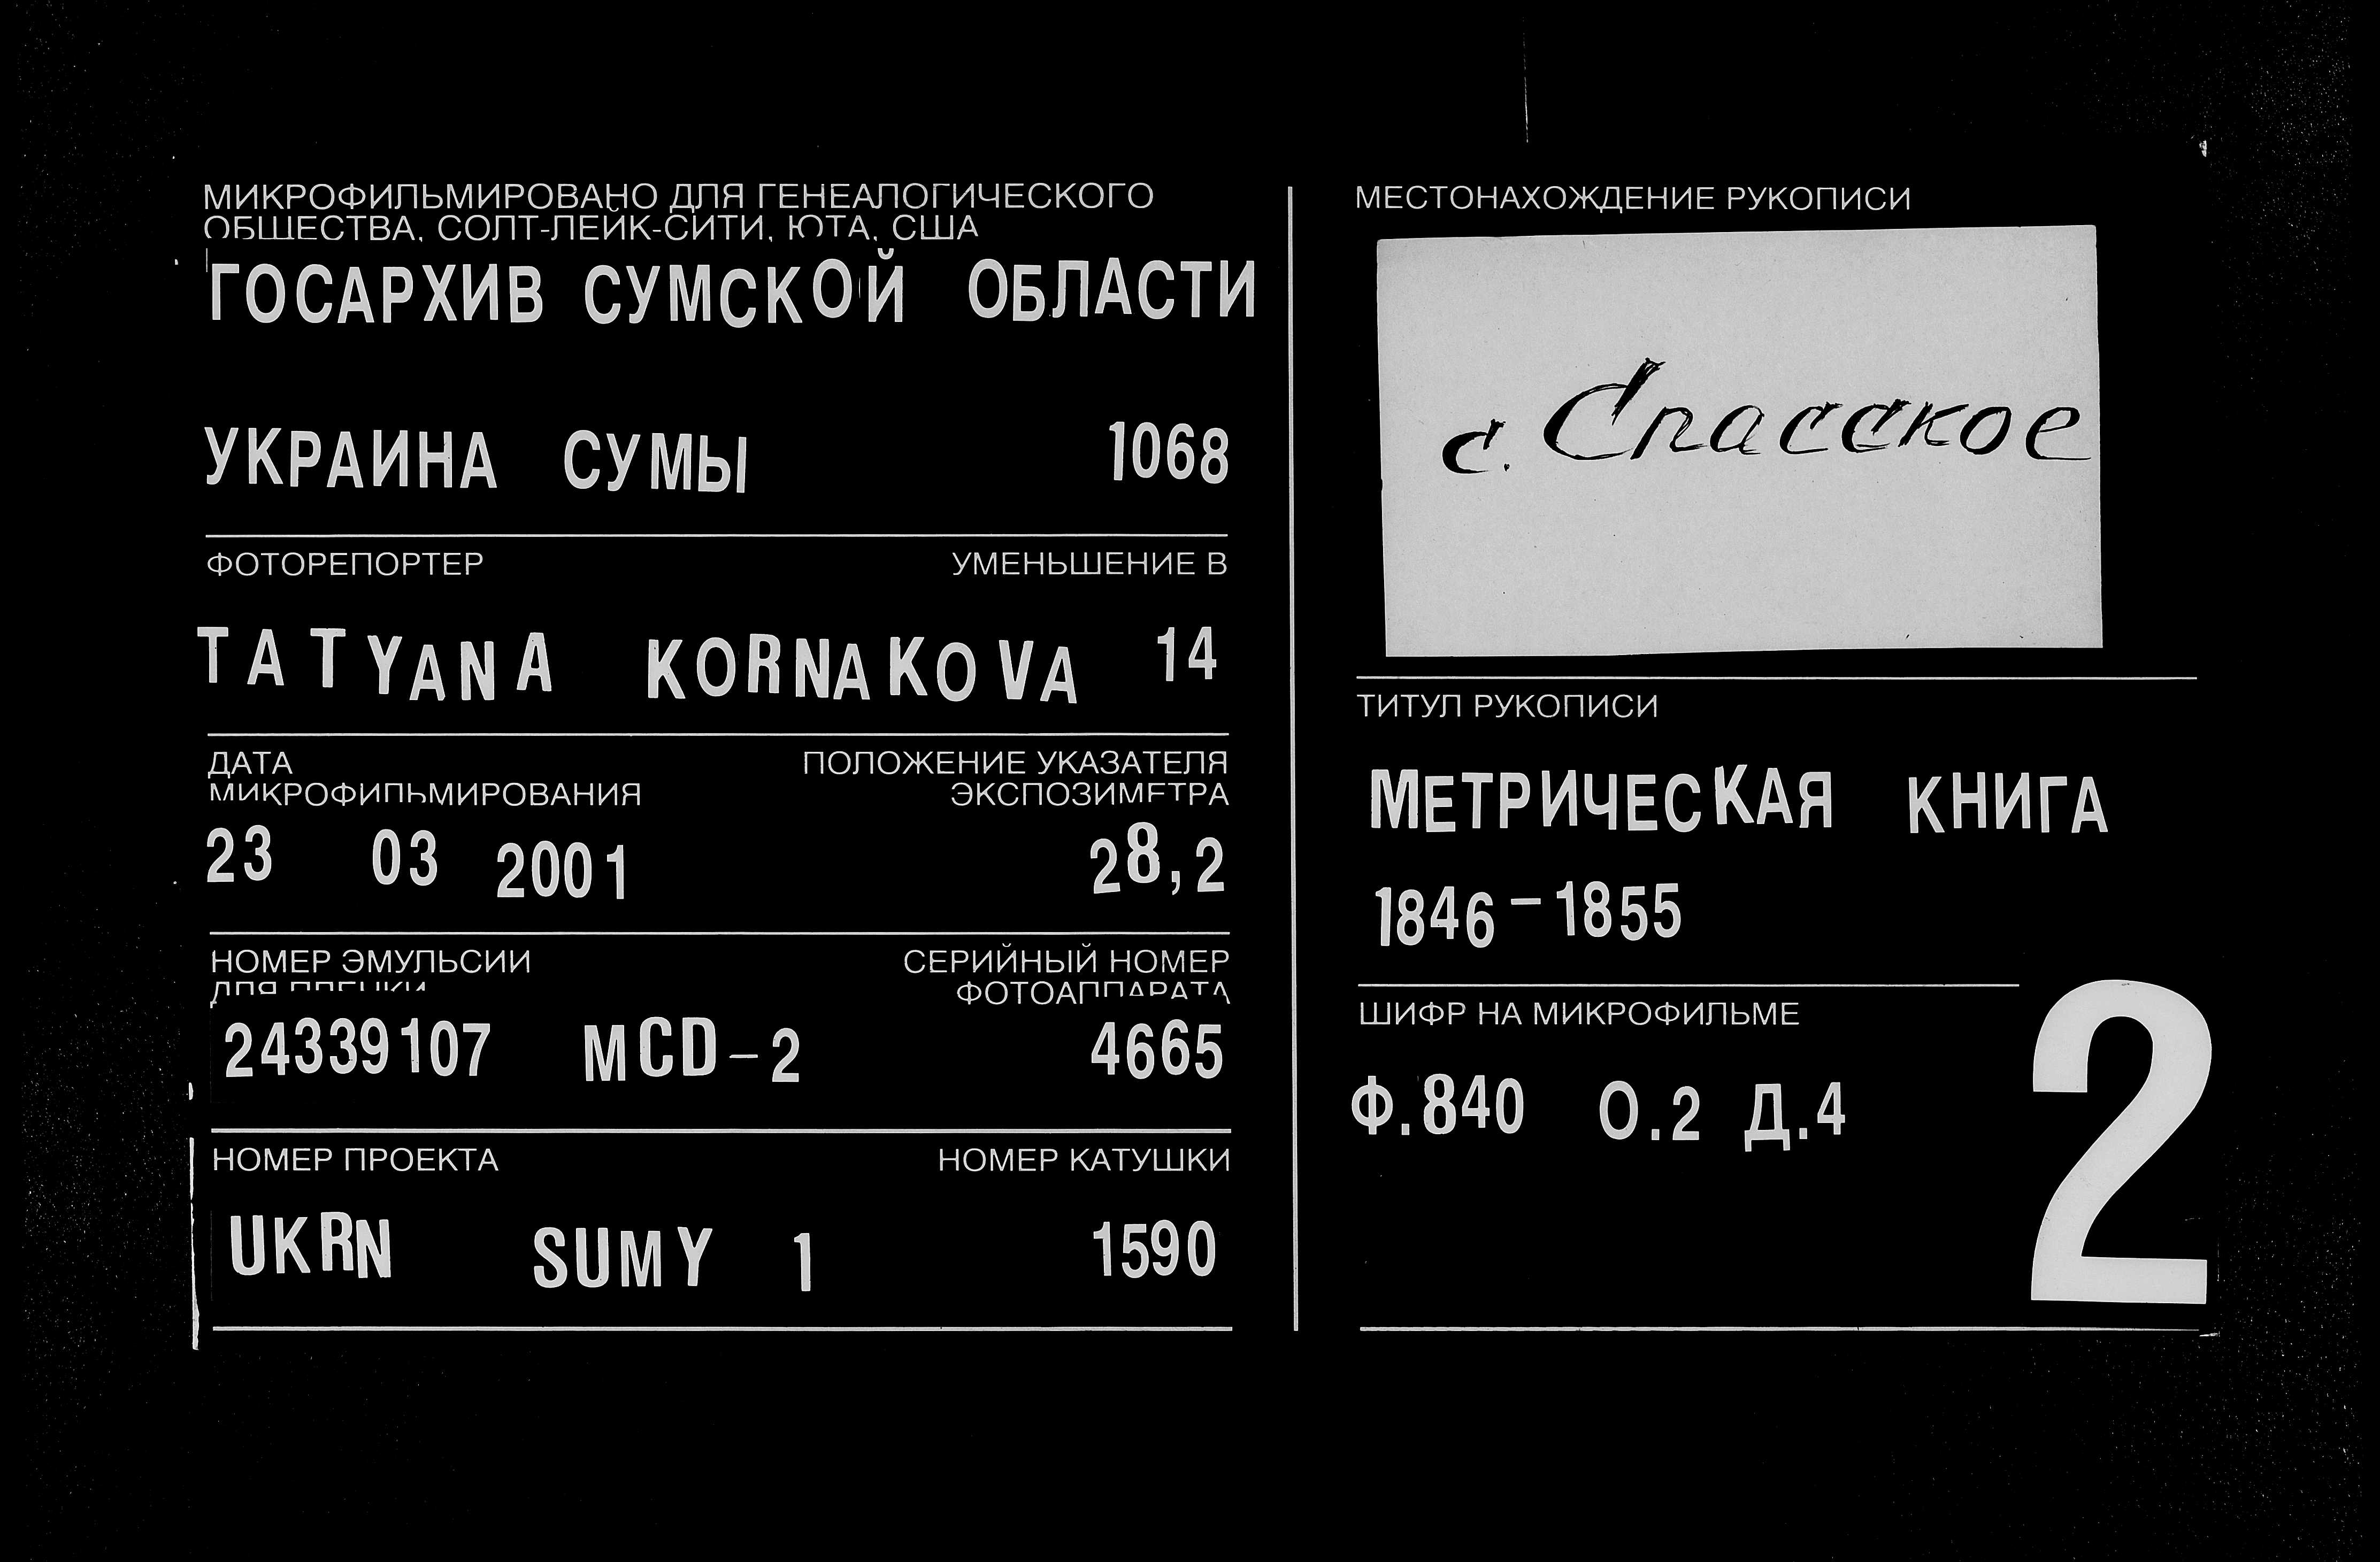 МИКРОФИЛЬМИРОВАНО ДЛЯ ГЕНЕАЛОГИЧЕСКОГО
ОБЩЕСТВА, СОЛТ-ЛЕЙК-СИТИ, ЮТА, США
ГОСАРХИВ СУМСКОЙ ОБЛАСТИ
УКРАИНА СУМЫ 1068
ФОТОРЕПОРТЕР УМЕНЬШЕНИЕ В
TATYANA KORNAKOVA 14
ДАТА ПОЛОЖЕНИЕ УКАЗАТЕЛЯ
МИКРОФИЛЬМИРОВАНИЯ ЭКСПОЗИМЕТРА
23 03 2001 28,2
НОМЕР ЭМУЛЬСИИ СЕРИЙНЫЙ НОМЕР
ДЛЯ ПЛЕНКИ ФОТОАППАРАТА
24339107 MCD-2 4665
НОМЕР ПРОЕКТА НОМЕР КАТУШКИ
UKRN SUMY 1 1590
МЕСТОНАХОЖДЕНИЕ РУКОПИСИ
с. Спасское
ТИТУЛ РУКОПИСИ
МЕТРИЧЕСКАЯ КНИГА
1846-1855
ШИФР НА МИКРОФИЛЬМЕ
Ф.840 О.2 Д.4
2